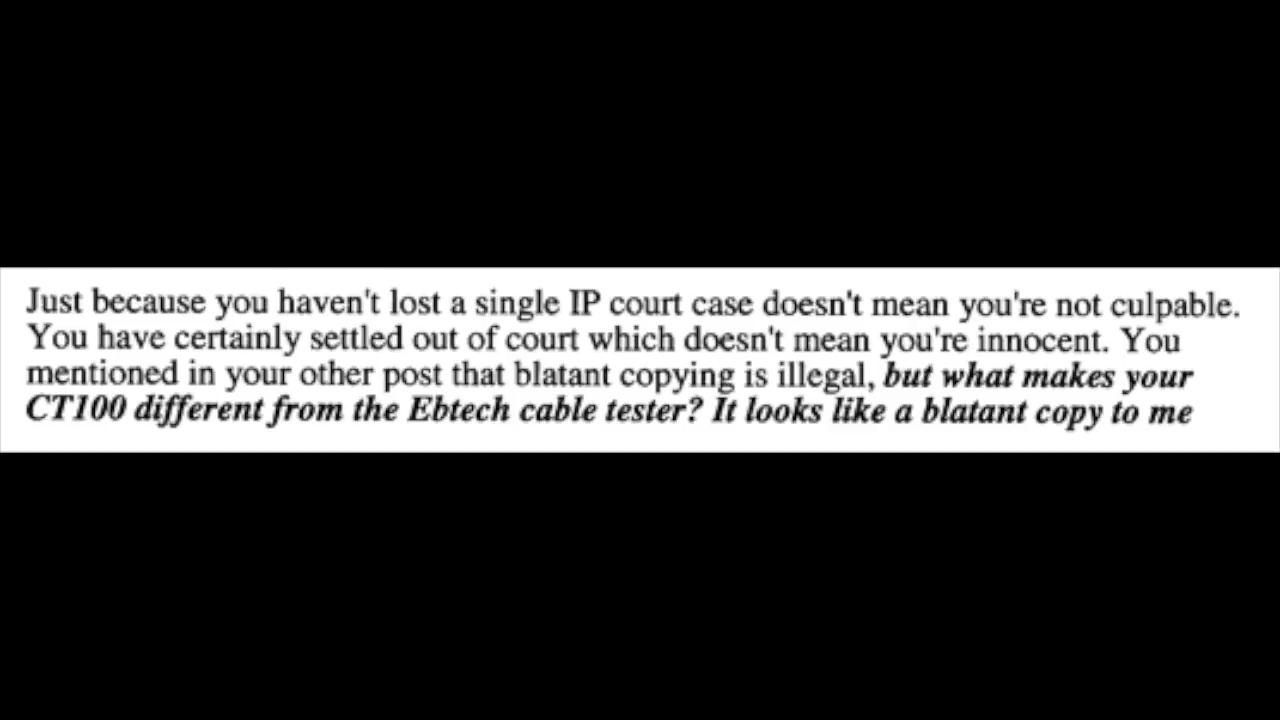 Just because you haven't lost a single IP court case doesn't mean you're not culpable.
You have certainly settled out of court which doesn't mean you're innocent. You
mentioned in your other post that blatant copying is illegal, but what makes your
CT100 different from the Ebtech cable tester? It looks like a blatant copy to me